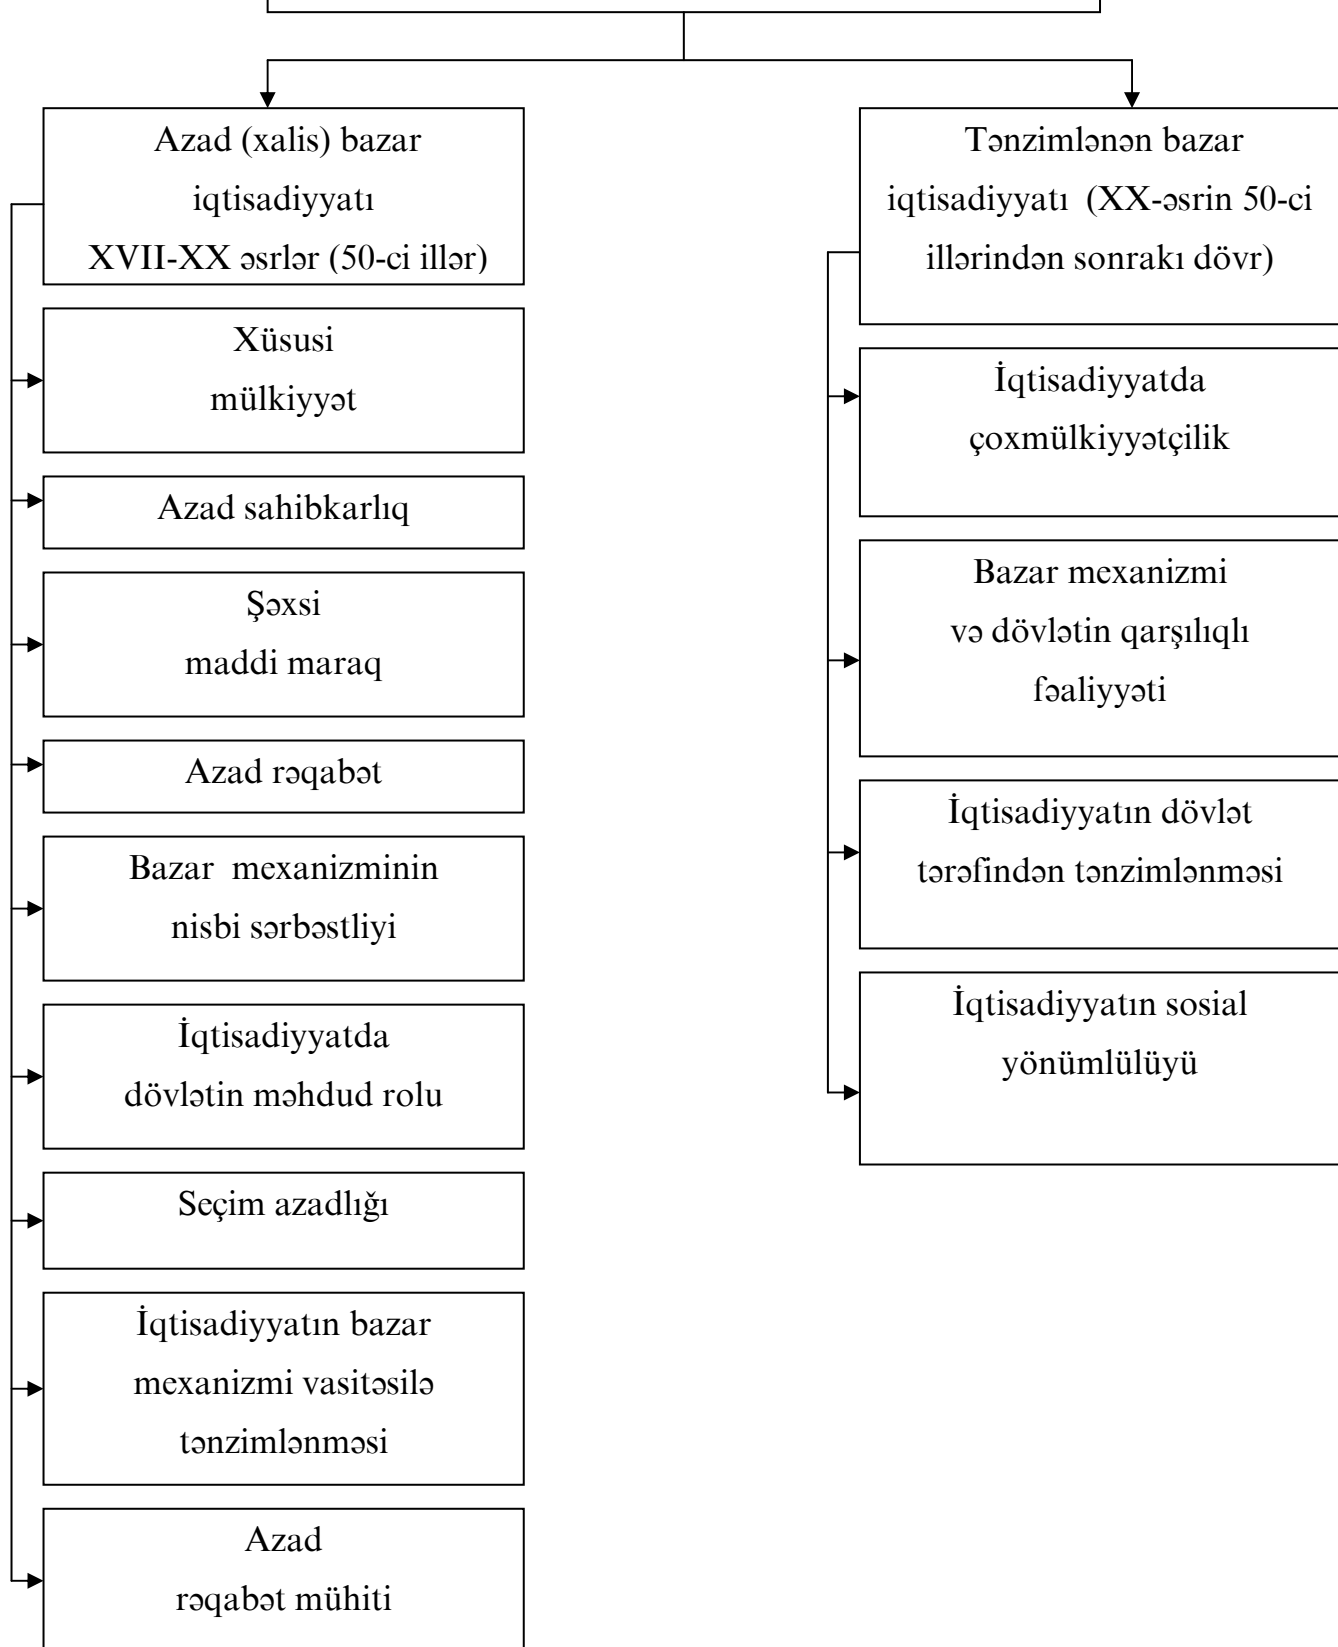 Azad (xalis) bazar
iqtisadiyyatı
XVII-XX əsrlər (50-ci illər)
Xüsusi
mülkiyyət
Azad sahibkarlıq
Şəxsi
maddi maraq
Azad rəqabət
Bazar mexanizminin
nisbi sərbəstliyi
İqtisadiyyatda
dövlətin məhdud rolu
Seçim azadlığı
İqtisadiyyatın bazar
mexanizmi vasitəsilə
tənzimlənməsi
Azad
rəqabət mühiti
Tənzimlənən bazar
iqtisadiyyatı (XX-əsrin 50-ci
illərindən sonrakı dövr)
İqtisadiyyatda
çoxmülkiyyətçilik
Bazar mexanizmi
və dövlətin qarşılıqlı
fəaliyyəti
İqtisadiyyatın dövlət
tərəfindən tənzimlənməsi
İqtisadiyyatın sosial
yönümlülüyü